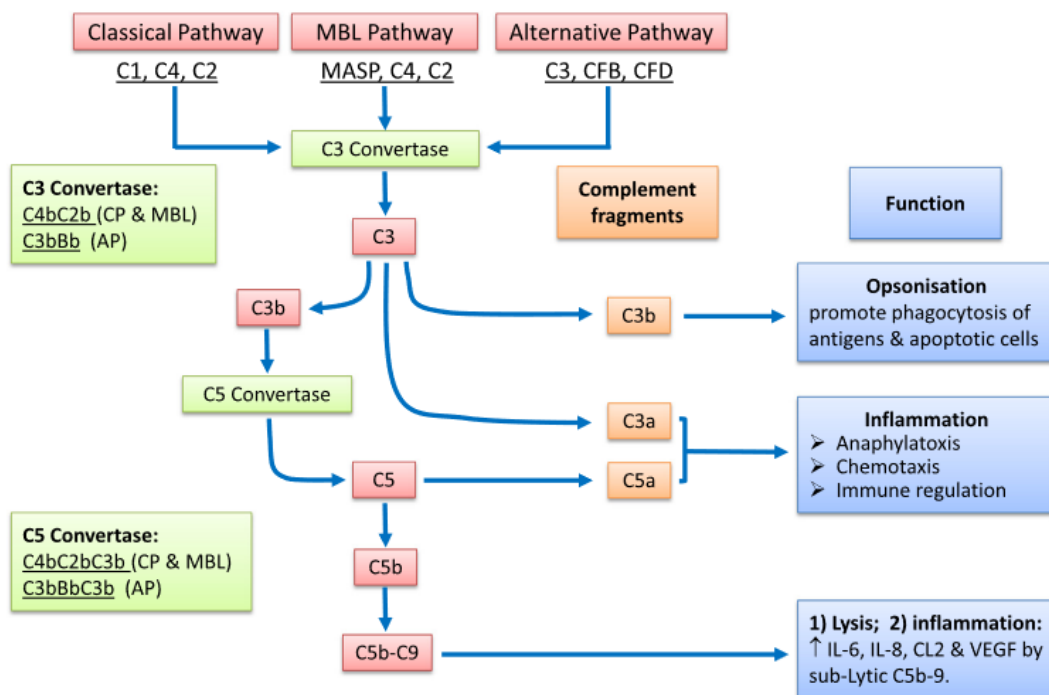 Classical Pathway
MBL Pathway
Alternative Pathway
C1, C4, C2
MASP, C4, C2
C3, CFB, CFD
C3 Convertase
C3 Convertase:
C4bC2b (CP & MBL)
C3bBb (AP)
Complement
fragments
Function
C3
C3b
C3b
Opsonisation
promote phagocytosis of
antigens & apoptotic cells
C5 Convertase
C3a
C5
C5a
Inflammation
➢ Anaphylatoxis
➢ Chemotaxis
➢ Immune regulation
C5 Convertase:
C4bC2bC3b (CP & MBL)
C3bBbC3b (AP)
C5b
C5b-C9
1) Lysis; 2) inflammation:
↑ IL-6, IL-8, CL2 & VEGF by
sub-Lytic C5b-9.